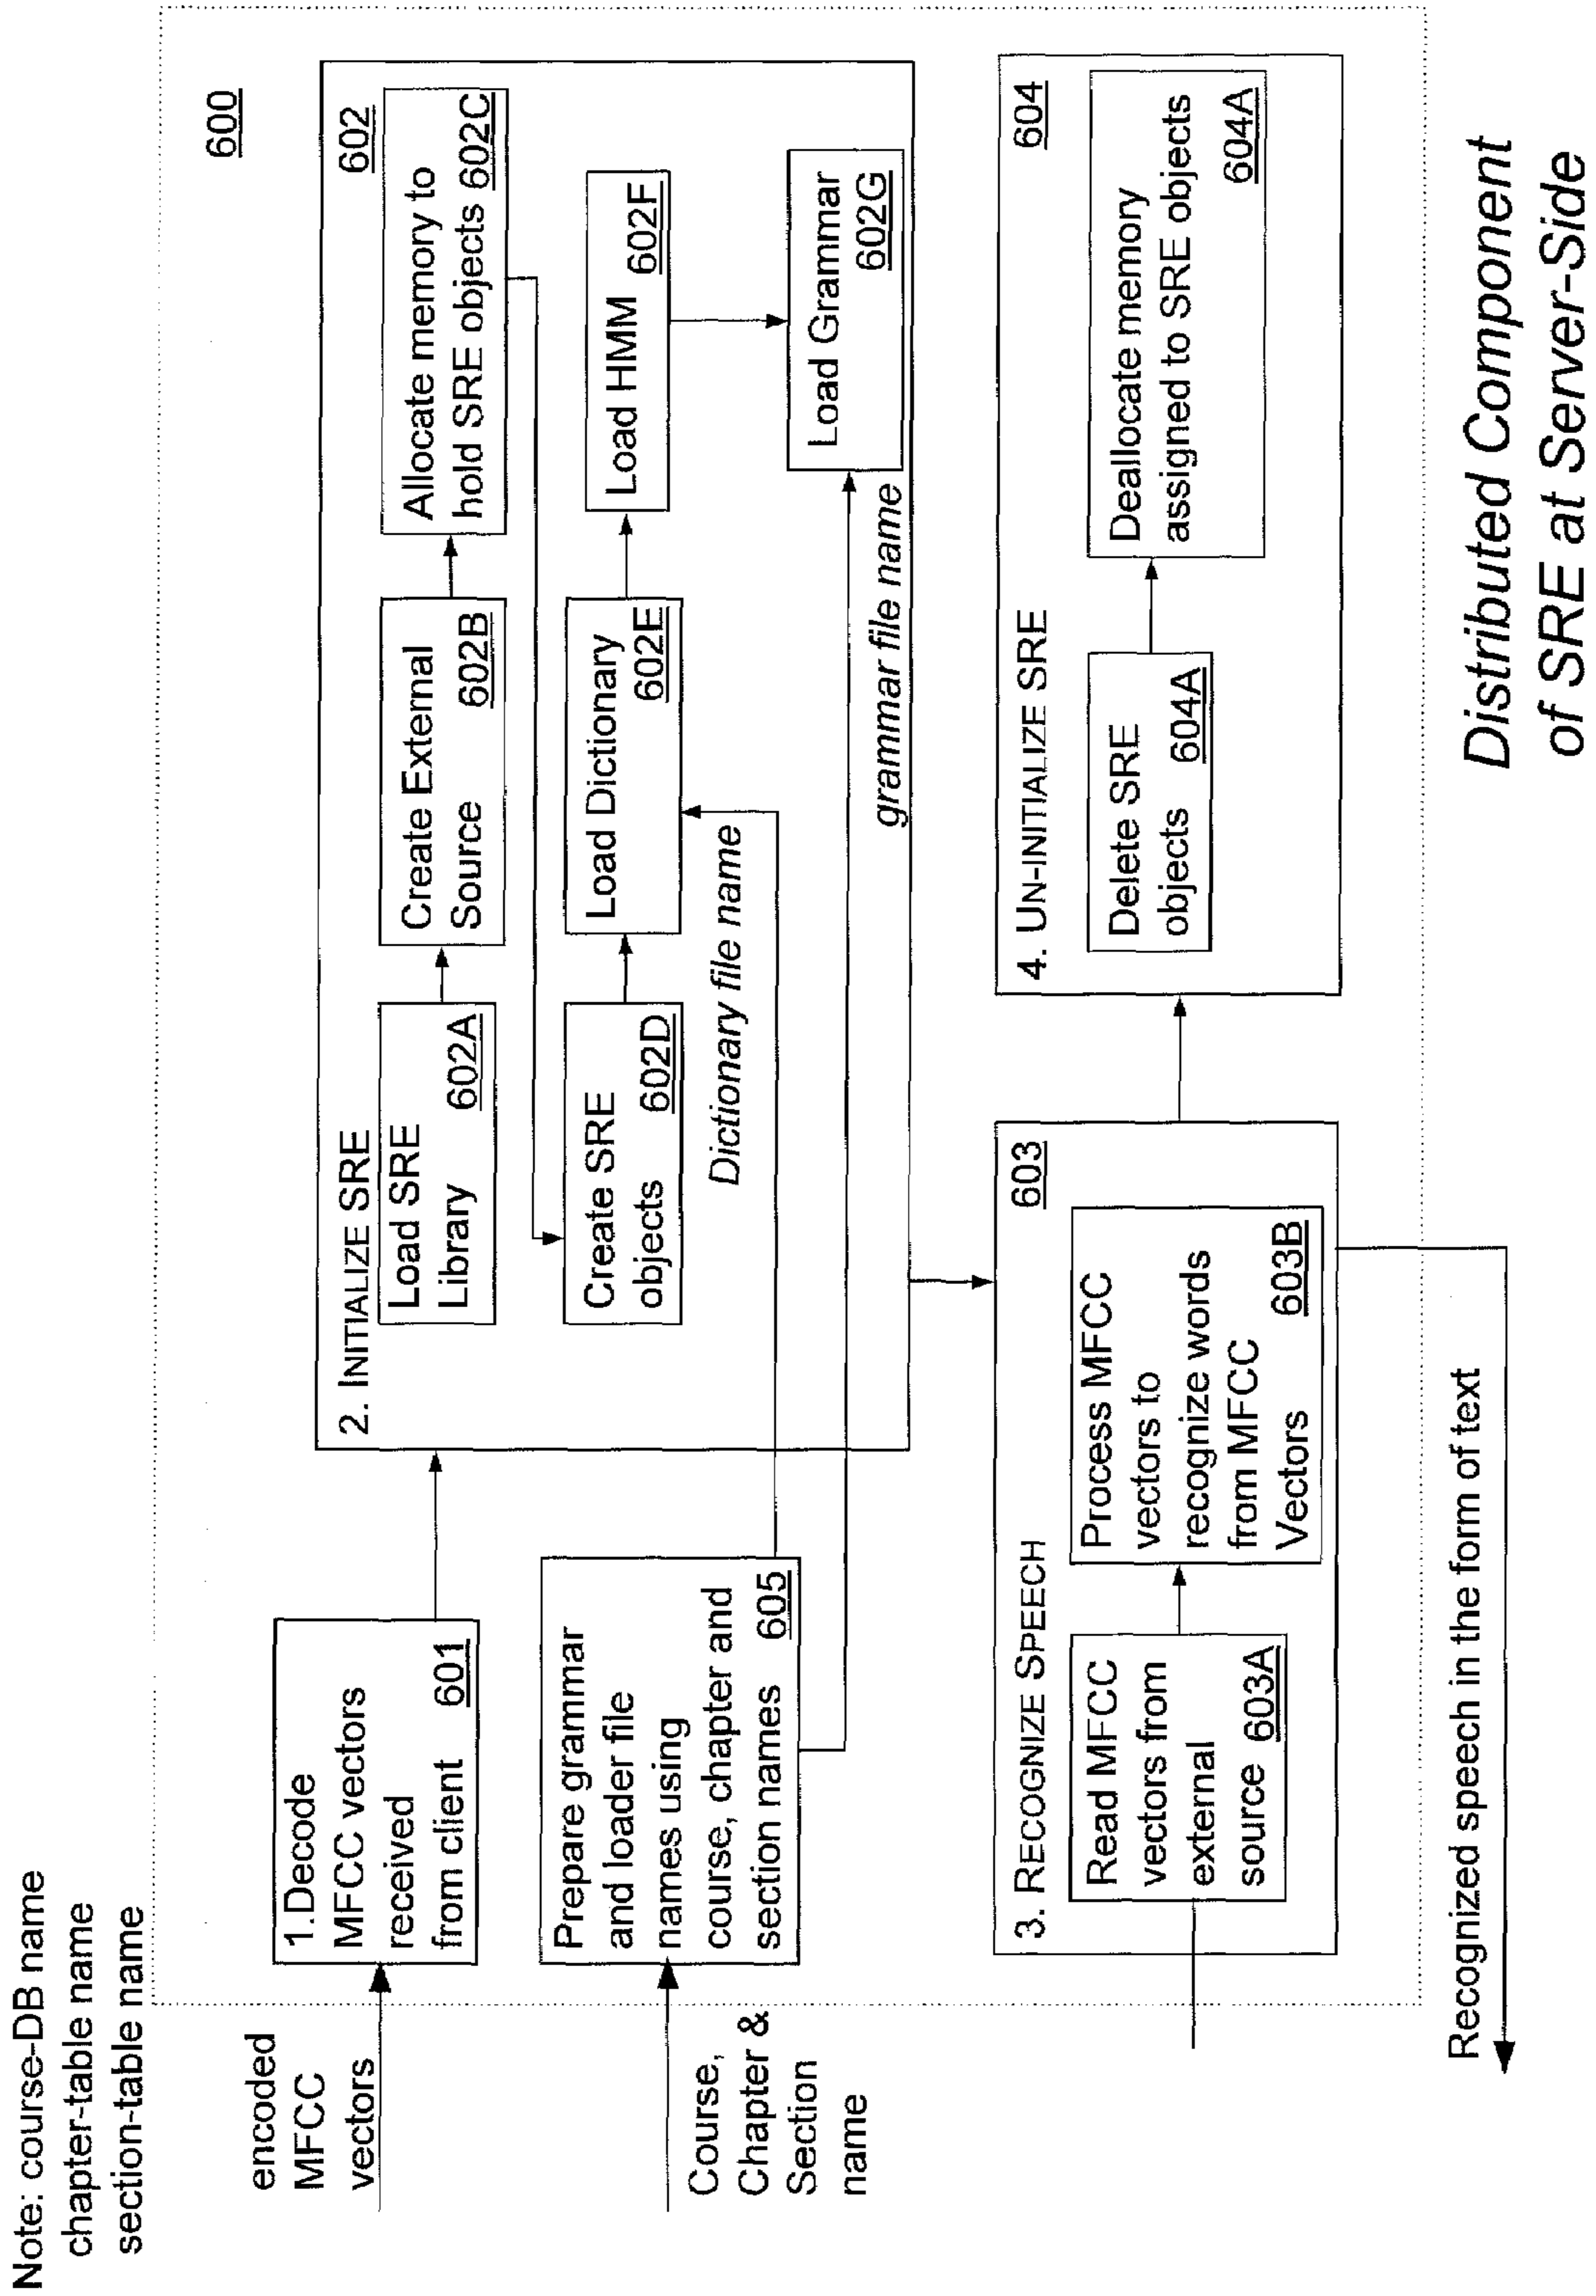 Note: course-DB name
chapter-table name
section-table name
600
encoded
MFCC
vectors
1.Decode
MFCC vectors
received
from client 601
2. INITIALIZE SRE
602
Load SRE
Library 602A
Create External
Source 602B
Allocate memory to
hold SRE objects 602C
Create SRE
objects 602D
Load Dictionary
602E
Load HMM 602F
Dictionary file name
Load Grammar
602G
grammar file name
Course,
Chapter &
Section
name
Prepare grammar
and loader file
names using
course, chapter and
section names 605
3. RECOGNIZE SPEECH
603
Read MFCC
vectors from
external
source 603A
Process MFCC
vectors to
recognize words
from MFCC
Vectors 603B
4. UN-INITIALIZE SRE
604
Delete SRE
objects 604A
Deallocate memory
assigned to SRE objects
604A
Recognized speech in the form of text
Distributed Component
of SRE at Server-Side